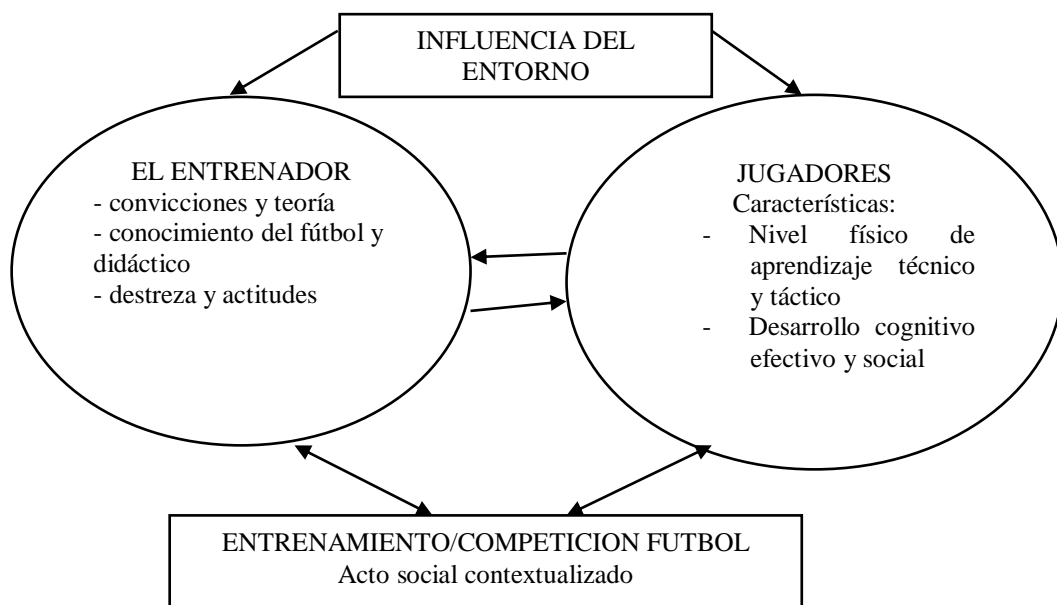 INFLUENCIA DEL
ENTORNO
EL ENTRENADOR
- convicciones y teoría
- conocimiento del fútbol y
didáctico
- destreza y actitudes
JUGADORES
Características:
- Nivel físico de
aprendizaje técnico
y táctico
- Desarrollo cognitivo
efectivo y social
ENTRENAMIENTO/COMPETICION FUTBOL
Acto social contextualizado